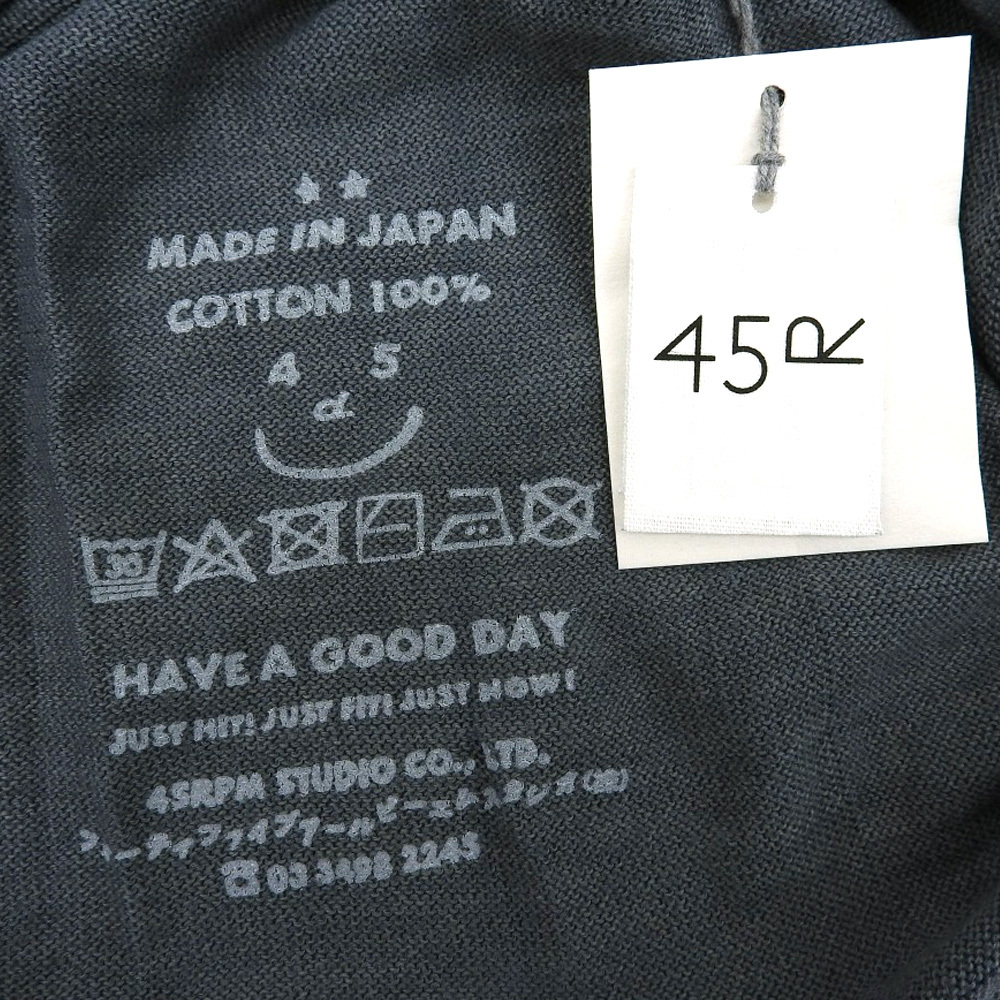 MADE IN JAPAN
COTTON 100%
4 5
d
30
HAVE A GOOD DAY
JUST HIT! JUST FIT! JUST NOW!
45RPM STUDIO CO., LTD.
フォーティファイブアールピーエムスタジオ(株)
☎03 3498 2245
45R